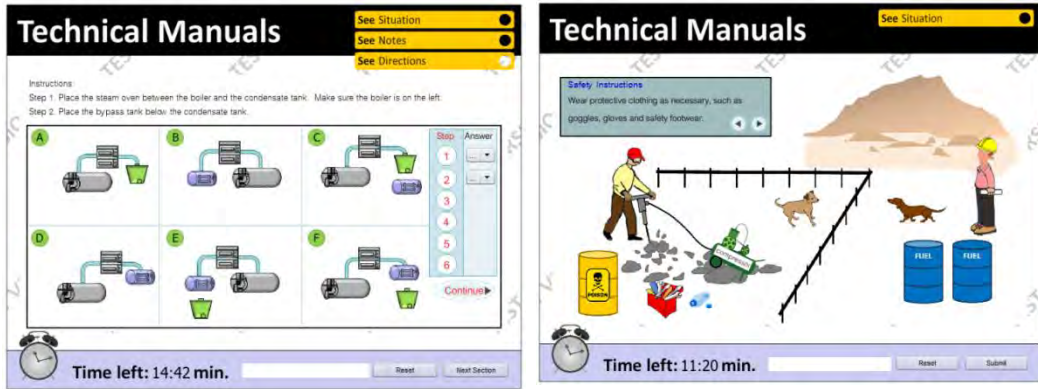 Technical Manuals
See Situation
See Notes
See Directions
Instructions:
Step 1. Place the steam oven between the boiler and the condensate tank. Make sure the boiler is on the left.
Step 2. Place the bypass tank below the condensate tank.
A
B
C
Step Answer
1
2
3
4
5
6
D
E
F
Continue
Time left: 14:42 min.
Reset
Next Section
Technical Manuals
See Situation
Safety Instructions
Wear protective clothing as necessary, such as
goggles, gloves and safety footwear.
compressor
POISON
FUEL
FUEL
Time left: 11:20 min.
Reset
Submit